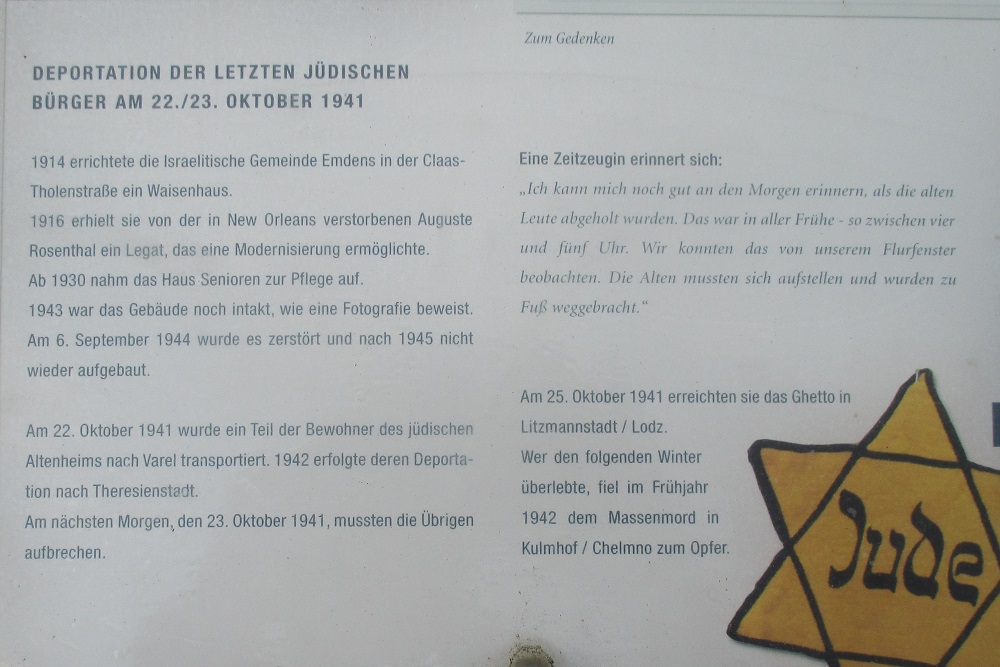 DEPORTATION DER LETZTEN JÜDISCHEN
BÜRGER AM 22./23. OKTOBER 1941
1914 errichtete die Israelitische Gemeinde Emdens in der Claas-
Tholenstraße ein Waisenhaus.
1916 erhielt sie von der in New Orleans verstorbenen Auguste
Rosenthal ein Legat, das eine Modernisierung ermöglichte.
Ab 1930 nahm das Haus Senioren zur Pflege auf.
1943 war das Gebäude noch intakt, wie eine Fotografie beweist.
Am 6. September 1944 wurde es zerstört und nach 1945 nicht
wieder aufgebaut.
Am 22. Oktober 1941 wurde ein Teil der Bewohner des jüdischen
Altenheims nach Varel transportiert. 1942 erfolgte deren Deporta-
tion nach Theresienstadt.
Am nächsten Morgen, den 23. Oktober 1941, mussten die Übrigen
aufbrechen.
Zum Gedenken
Eine Zeitzeugin erinnert sich:
„Ich kann mich noch gut an den Morgen erinnern, als die alten
Leute abgeholt wurden. Das war in aller Frühe - so zwischen vier
und fünf Uhr. Wir konnten das von unserem Flurfenster
beobachten. Die Alten mussten sich aufstellen und wurden zu
Fuß weggebracht.“
Am 25. Oktober 1941 erreichten sie das Ghetto in
Litzmannstadt / Lodz.
Wer den folgenden Winter
überlebte, fiel im Frühjahr
1942 dem Massenmord in
Kulmhof / Chelmno zum Opfer.
Jude